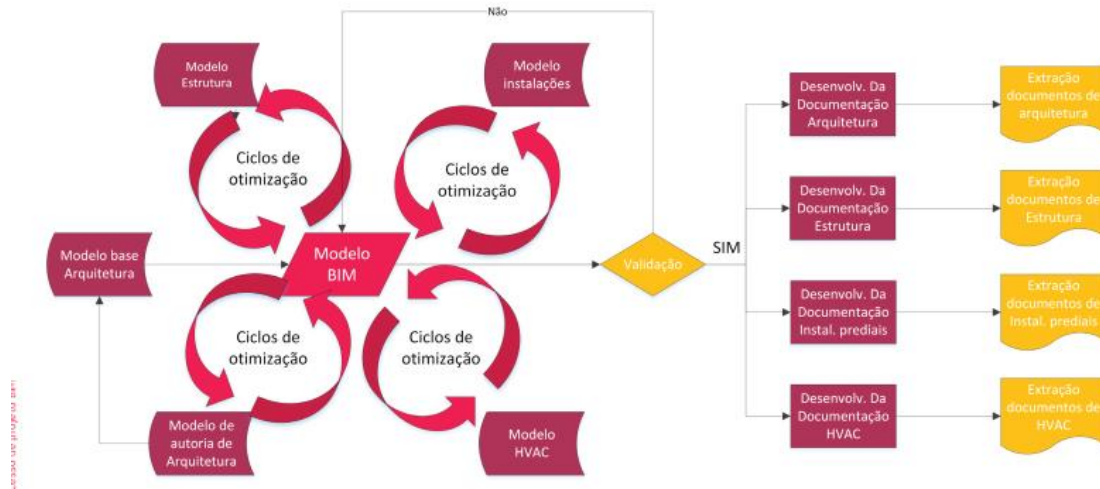 Não
Modelo
Estrutura
Modelo
instalações
Ciclos de
otimização
Ciclos de
otimização
Modelo base
Arquitetura
Modelo
BIM
Validação
SIM
Ciclos de
otimização
Ciclos de
otimização
Modelo de
autoria de
Arquitetura
Modelo
HVAC
Desenvolv. Da
Documentação
Arquitetura
Extração
documentos de
arquitetura
Desenvolv. Da
Documentação
Estrutura
Extração
documentos de
Estrutura
Desenvolv. Da
Documentação
Instal. prediais
Extração
documentos de
Instal. prediais
Desenvolv. Da
Documentação
HVAC
Extração
documentos de
HVAC